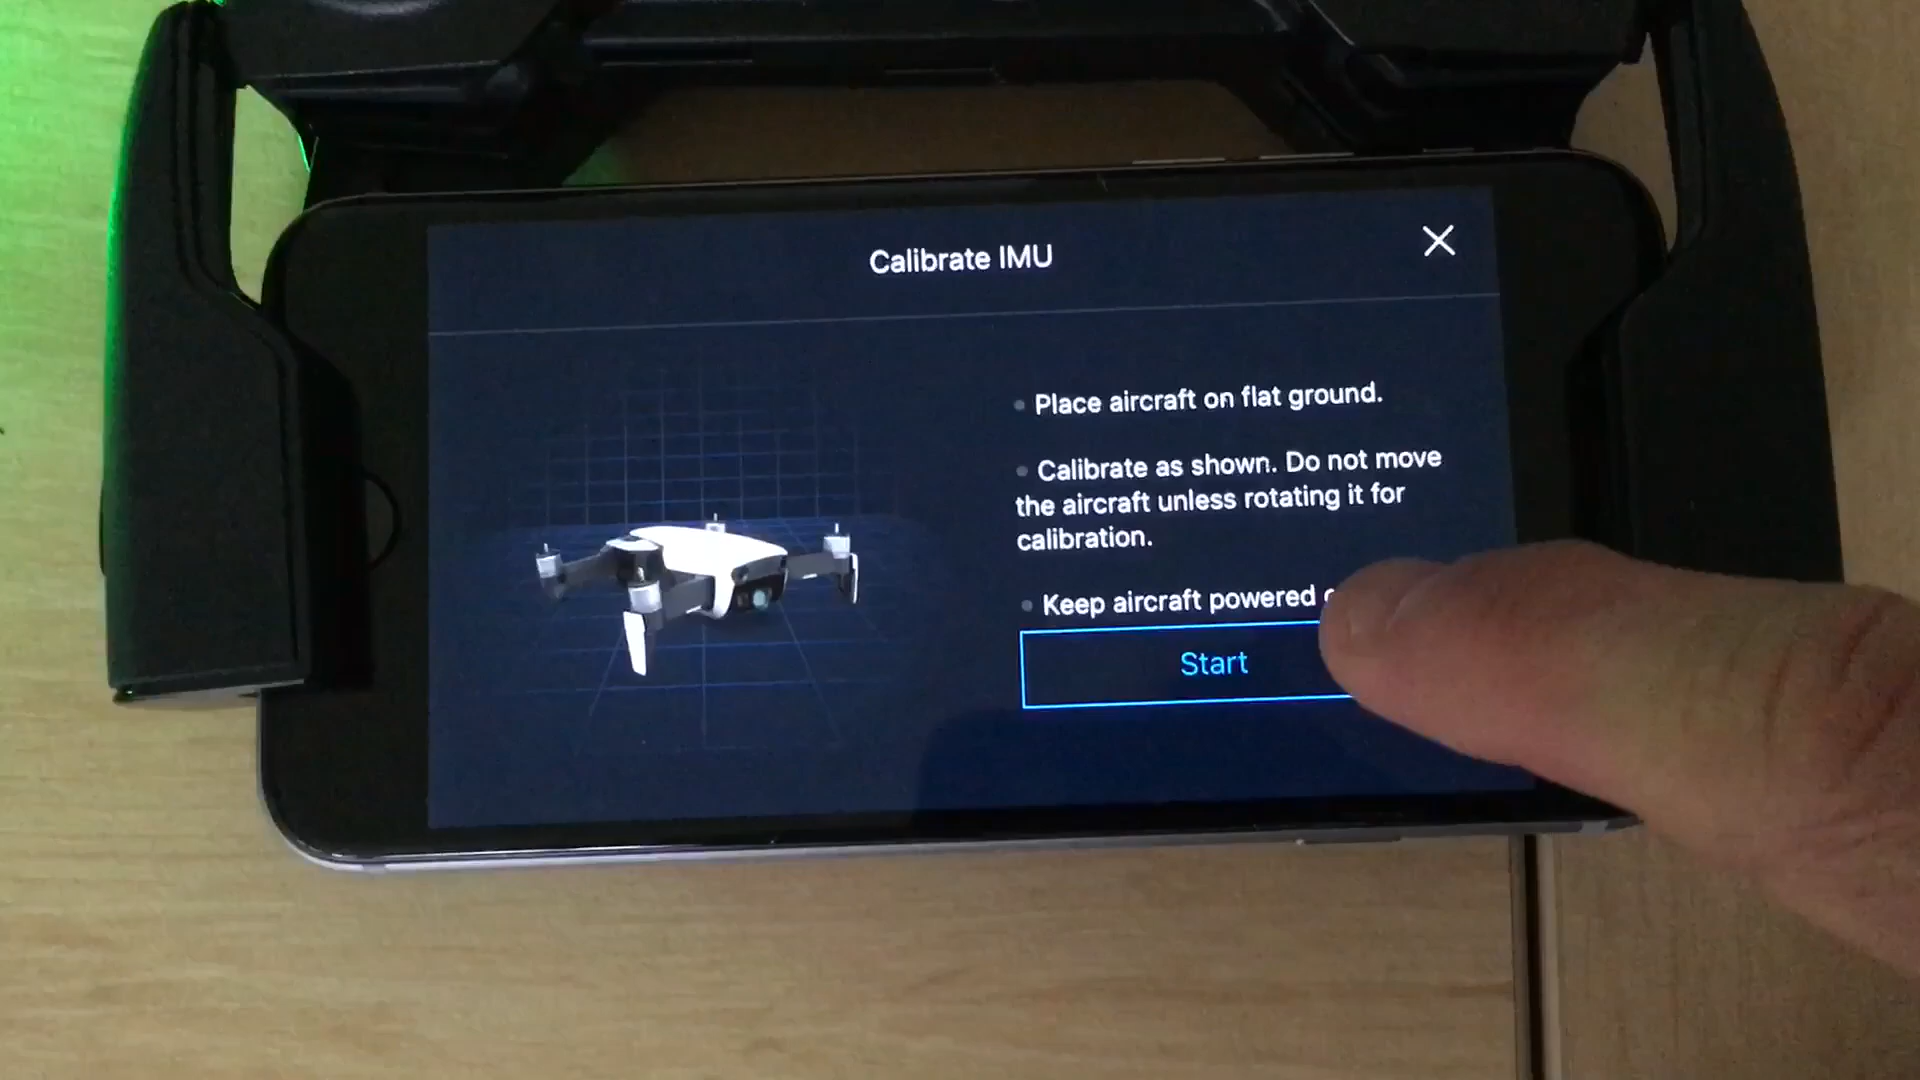 Calibrate IMU
Place aircraft on flat ground.
Calibrate as shown. Do not move
the aircraft unless rotating it for
calibration.
Keep aircraft powered
Start